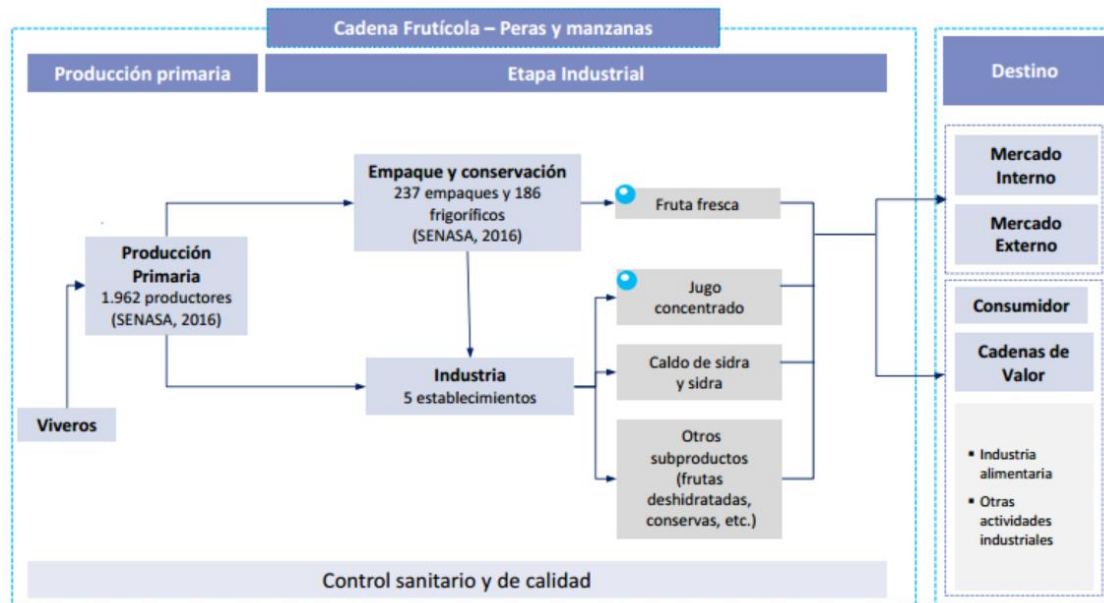 Cadena Frutícola – Peras y manzanas
Producción primaria
Etapa Industrial
Destino
Viveros
Producción
Primaria
1.962 productores
(SENASA, 2016)
Empaque y conservación
237 empaques y 186
frigoríficos
(SENASA, 2016)
Industria
5 establecimientos
Fruta fresca
Jugo
concentrado
Caldo de sidra
y sidra
Otros
subproductos
(frutas
deshidratadas,
conservas, etc.)
Mercado
Interno
Mercado
Externo
Consumidor
Cadenas de
Valor
▪ Industria
alimentaria
▪ Otras
actividades
industriales
Control sanitario y de calidad